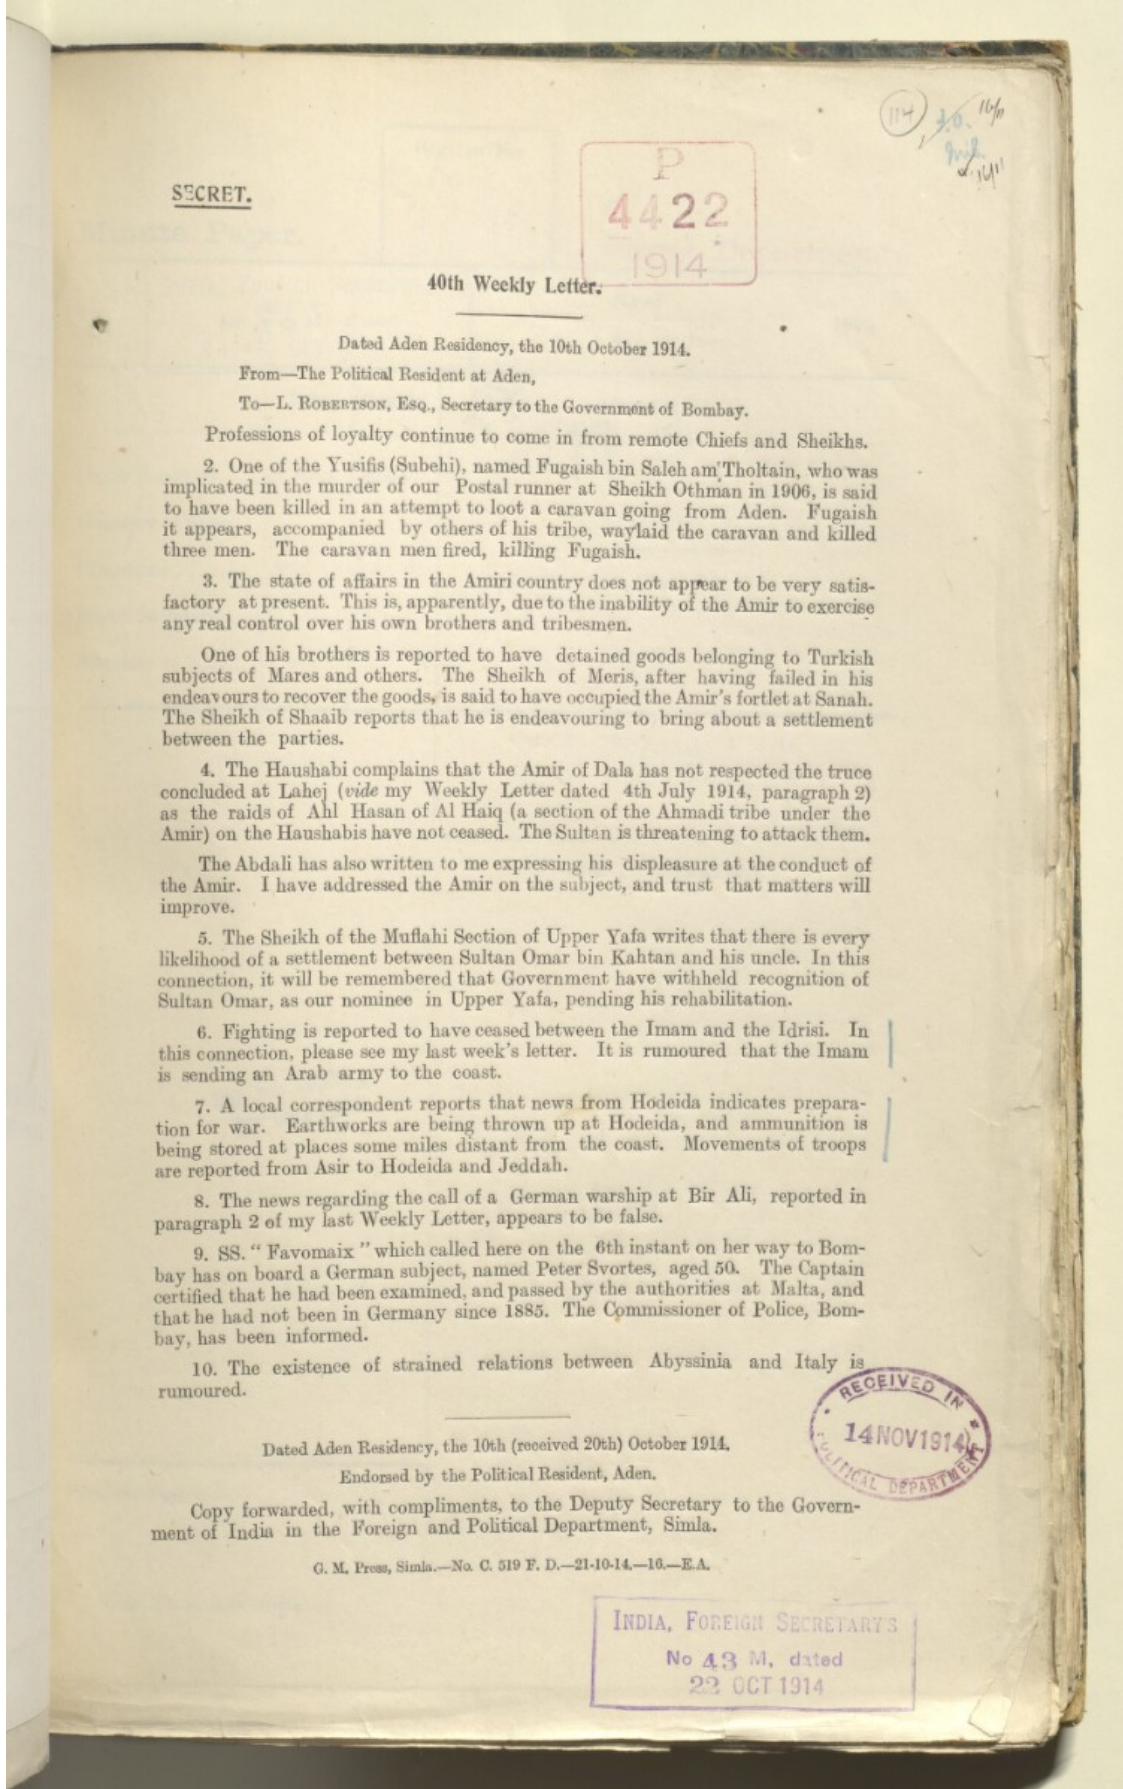 114
16/11
16/11
SECRET.
P
4422
1914
40th Weekly Letter.
Dated Aden Residency, the 10th October 1914.
From—The Political Resident at Aden,
To—L. ROBERTSON, ESQ., Secretary to the Government of Bombay.
Professions of loyalty continue to come in from remote Chiefs and Sheikhs.
2. One of the Yusifis (Subehi), named Fugaish bin Saleh am'Tholtain, who was
implicated in the murder of our Postal runner at Sheikh Othman in 1906, is said
to have been killed in an attempt to loot a caravan going from Aden. Fugaish
it appears, accompanied by others of his tribe, waylaid the caravan and killed
three men. The caravan men fired, killing Fugaish.
3. The state of affairs in the Amiri country does not appear to be very satis-
factory at present. This is, apparently, due to the inability of the Amir to exercise
any real control over his own brothers and tribesmen.
One of his brothers is reported to have detained goods belonging to Turkish
subjects of Mares and others. The Sheikh of Meris, after having failed in his
endeavours to recover the goods, is said to have occupied the Amir's fortlet at Sanah.
The Sheikh of Shaaib reports that he is endeavouring to bring about a settlement
between the parties.
4. The Haushabi complains that the Amir of Dala has not respected the truce
concluded at Lahej (vide my Weekly Letter dated 4th July 1914, paragraph 2)
as the raids of Ahl Hasan of Al Haiq (a section of the Ahmadi tribe under the
Amir) on the Haushabis have not ceased. The Sultan is threatening to attack them.
The Abdali has also written to me expressing his displeasure at the conduct of
the Amir. I have addressed the Amir on the subject, and trust that matters will
improve.
5. The Sheikh of the Muflahi Section of Upper Yafa writes that there is every
likelihood of a settlement between Sultan Omar bin Kahtan and his uncle. In this
connection, it will be remembered that Government have withheld recognition of
Sultan Omar, as our nominee in Upper Yafa, pending his rehabilitation.
6. Fighting is reported to have ceased between the Imam and the Idrisi. In
this connection, please see my last week's letter. It is rumoured that the Imam
is sending an Arab army to the coast.
7. A local correspondent reports that news from Hodeida indicates prepara-
tion for war. Earthworks are being thrown up at Hodeida, and ammunition is
being stored at places some miles distant from the coast. Movements of troops
are reported from Asir to Hodeida and Jeddah.
8. The news regarding the call of a German warship at Bir Ali, reported in
paragraph 2 of my last Weekly Letter, appears to be false.
9. SS. "Favomaix" which called here on the 6th instant on her way to Bom-
bay has on board a German subject, named Peter Svortes, aged 50. The Captain
certified that he had been examined, and passed by the authorities at Malta, and
that he had not been in Germany since 1885. The Commissioner of Police, Bom-
bay, has been informed.
10. The existence of strained relations between Abyssinia and Italy is
rumoured.
RECEIVED IN
14 NOV 1914
POLITICAL DEPARTMENT
Dated Aden Residency, the 10th (received 20th) October 1914.
Endorsed by the Political Resident, Aden.
Copy forwarded, with compliments, to the Deputy Secretary to the Govern-
ment of India in the Foreign and Political Department, Simla.
G. M. Press, Simla.—No. C. 519 F. D.—21-10-14.—16.—E.A.
INDIA, FOREIGN SECRETARY'S
No 43 M, dated
22 OCT 1914